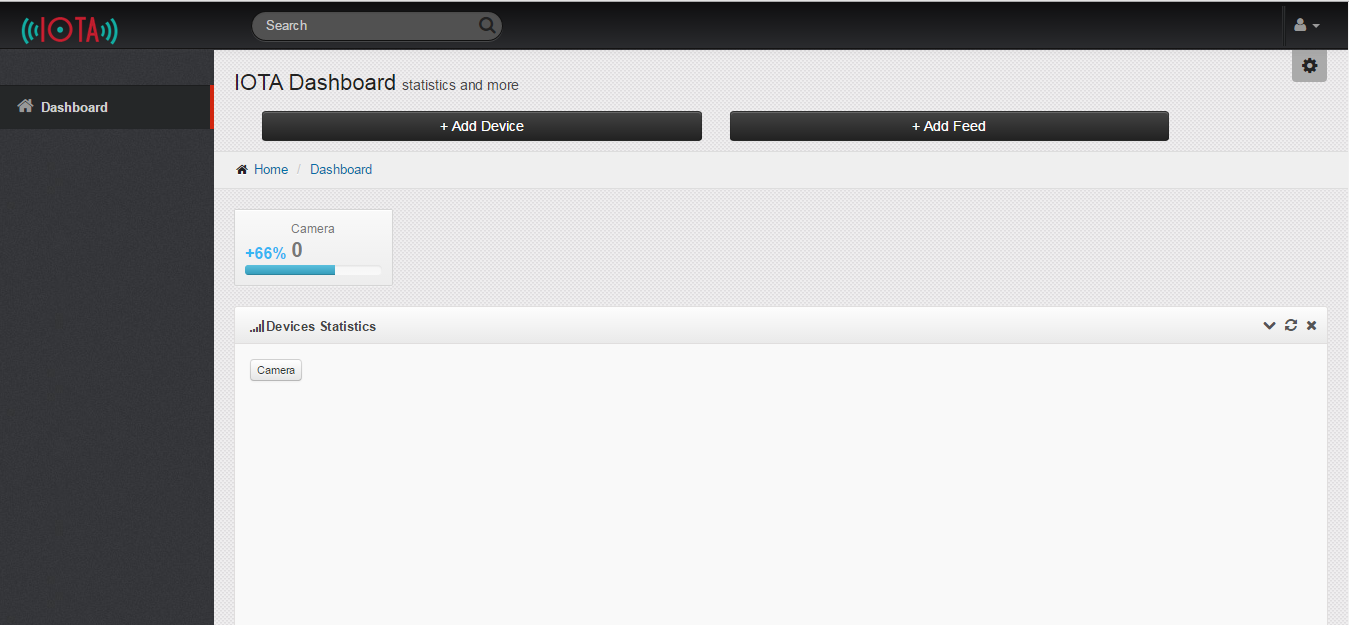 IOTA
Search
IOTA Dashboard statistics and more
Dashboard
+ Add Device
+ Add Feed
Home / Dashboard
Camera
+66% 0
Devices Statistics
Camera